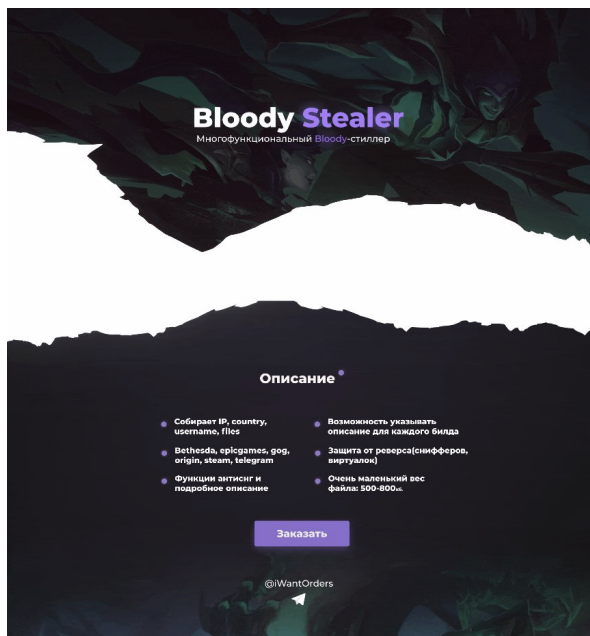 Bloody Stealer
Многофункциональный Bloody-стиллер
Описание
Собирает IP, country,
username, files
Bethesda, epicgames, gog,
origin, steam, telegram
Функции антиснг и
подробное описание
Возможность указывать
описание для каждого билда
Защита от реверса(снифферов,
виртуалок)
Очень маленький вес
файла: 500-800
Заказать
@iWantOrders